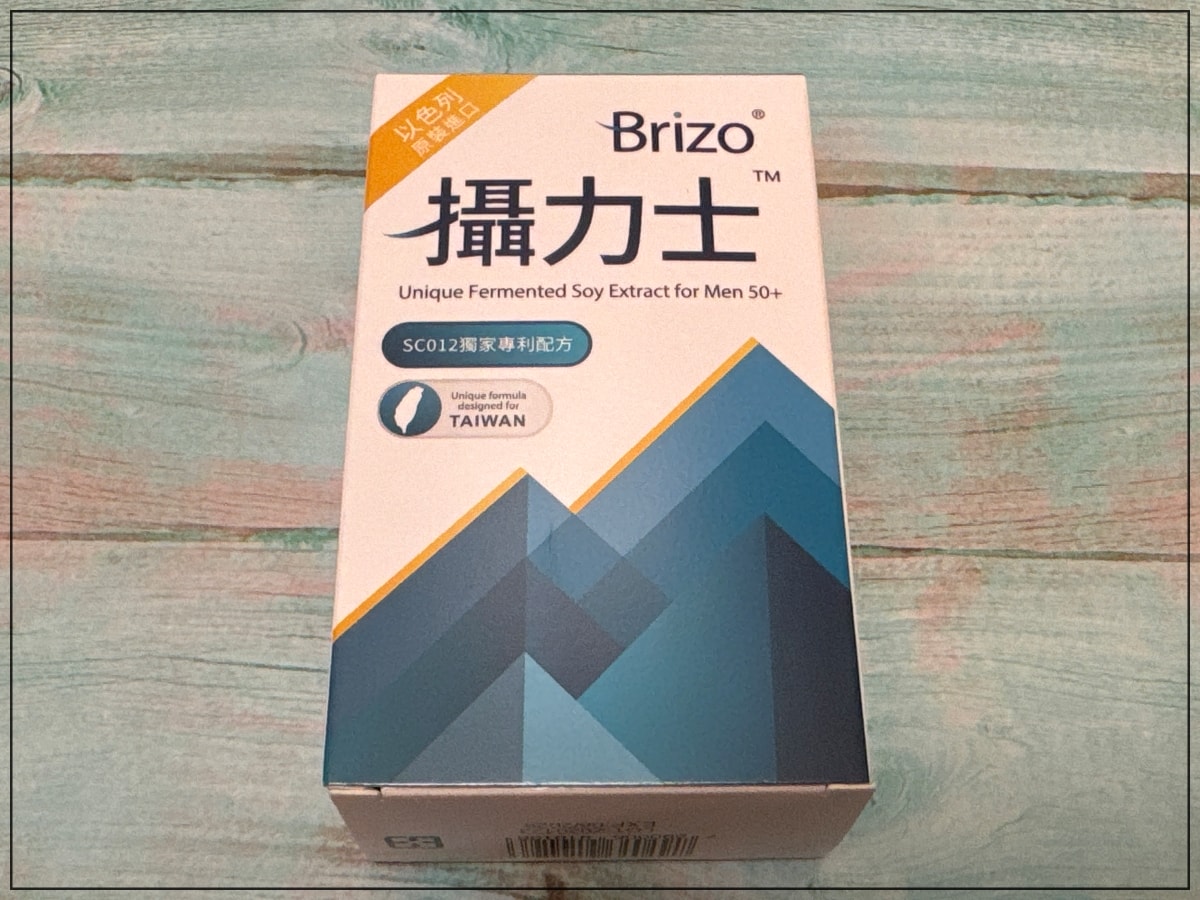 以色列
原裝進口
Brizo®
攝力士™
Unique Fermented Soy Extract for Men 50+
SC012獨家專利配方
Unique formula
designed for
TAIWAN